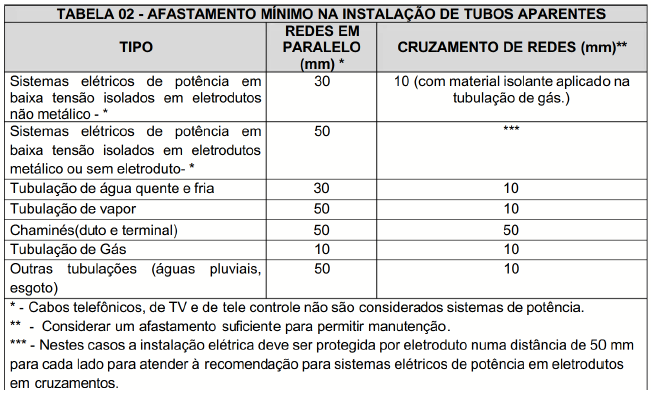 TABELA 02 - AFASTAMENTO MÍNIMO NA INSTALAÇÃO DE TUBOS APARENTES
TIPO
REDES EM
PARALELO
(mm) *
CRUZAMENTO DE REDES (mm)**
Sistemas elétricos de potência em
baixa tensão isolados em eletrodutos
não metálico - *
30
10 (com material isolante aplicado na
tubulação de gás.)
Sistemas elétricos de potência em
baixa tensão isolados em eletrodutos
metálico ou sem eletroduto- *
50
***
Tubulação de água quente e fria
30
10
Tubulação de vapor
50
10
Chaminés(duto e terminal)
50
50
Tubulação de Gás
10
10
Outras tubulações (águas pluviais,
esgoto)
50
10
* - Cabos telefônicos, de TV e de tele controle não são considerados sistemas de potência.
** - Considerar um afastamento suficiente para permitir manutenção.
*** - Nestes casos a instalação elétrica deve ser protegida por eletroduto numa distância de 50 mm
para cada lado para atender à recomendação para sistemas elétricos de potência em eletrodutos
em cruzamentos.